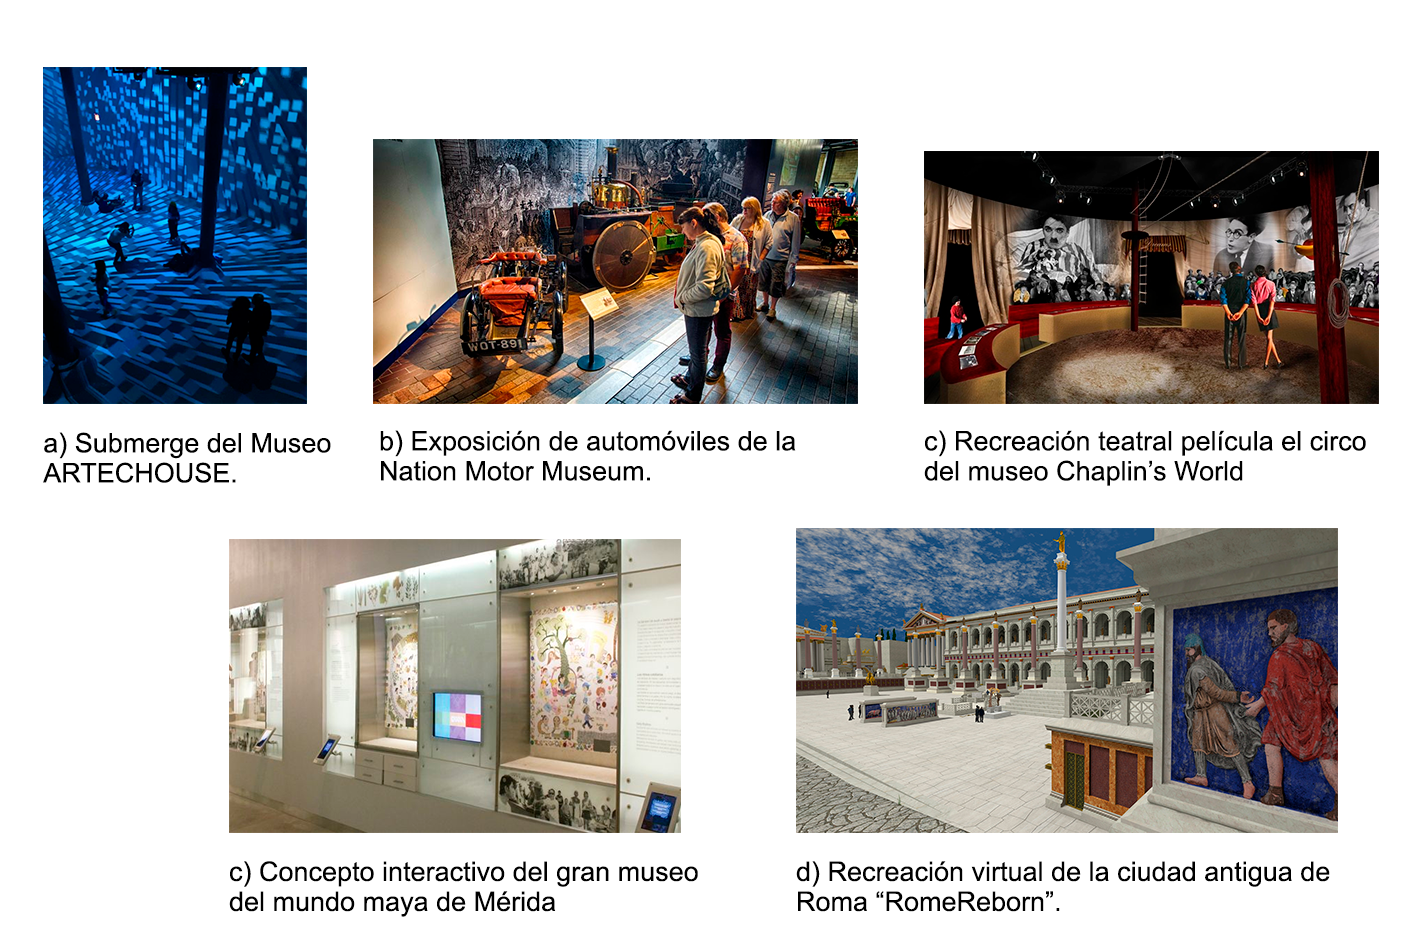 WOT-891
a) Submerge del Museo
ARTECHOUSE.
b) Exposición de automóviles de la
Nation Motor Museum.
c) Recreación teatral película el circo
del museo Chaplin’s World
c) Concepto interactivo del gran museo
del mundo maya de Mérida
d) Recreación virtual de la ciudad antigua de
Roma “RomeReborn”.